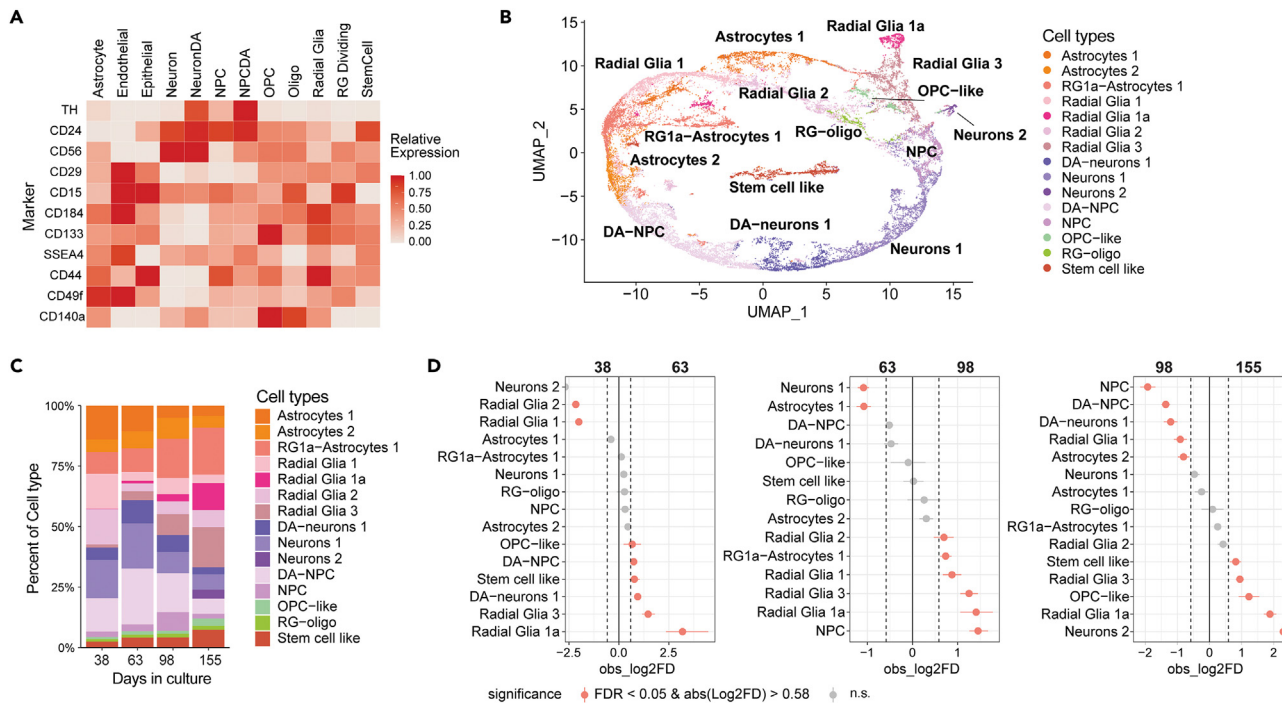 A
Astrocyte
Endothelial
Epithelial
Neuron
NeuronDA
NPC
NPCDA
OPC
Oligo
Radial Glia
RG Dividing
StemCell
Marker
TH
CD24
CD56
CD29
CD15
CD184
CD133
SSEA4
CD44
CD49f
CD140a
Relative
Expression
1.00
0.75
0.50
0.25
0.00
B
UMAP_2
10
5
0
−5
−10
Radial Glia 1a
Astrocytes 1
Radial Glia 1
Radial Glia 3
Radial Glia 2
OPC−like
RG1a−Astrocytes 1
RG−oligo
Neurons 2
NPC
Astrocytes 2
Stem cell like
DA−NPC
DA−neurons 1
Neurons 1
−10
−5
0
5
10
15
UMAP_1
Cell types
Astrocytes 1
Astrocytes 2
RG1a−Astrocytes 1
Radial Glia 1
Radial Glia 1a
Radial Glia 2
Radial Glia 3
DA−neurons 1
Neurons 1
Neurons 2
DA−NPC
NPC
OPC−like
RG−oligo
Stem cell like
C
Percent of Cell type
100%
75%
50%
25%
0%
38 63 98 155
Days in culture
Cell types
Astrocytes 1
Astrocytes 2
RG1a−Astrocytes 1
Radial Glia 1
Radial Glia 1a
Radial Glia 2
Radial Glia 3
DA−neurons 1
Neurons 1
Neurons 2
DA−NPC
NPC
OPC−like
RG−oligo
Stem cell like
D
38 63
Neurons 2
Radial Glia 2
Radial Glia 1
Astrocytes 1
RG1a−Astrocytes 1
Neurons 1
RG−oligo
NPC
Astrocytes 2
OPC−like
DA−NPC
Stem cell like
DA−neurons 1
Radial Glia 3
Radial Glia 1a
−2.5 0 2.5
obs_log2FD
63 98
Neurons 1
Astrocytes 1
DA−NPC
DA−neurons 1
OPC−like
Stem cell like
RG−oligo
Astrocytes 2
Radial Glia 2
RG1a−Astrocytes 1
Radial Glia 1
Radial Glia 3
Radial Glia 1a
NPC
−1 0 1
obs_log2FD
98 155
NPC
DA−NPC
DA−neurons 1
Radial Glia 1
Astrocytes 2
Neurons 1
Astrocytes 1
RG−oligo
RG1a−Astrocytes 1
Radial Glia 2
Stem cell like
Radial Glia 3
OPC−like
Radial Glia 1a
Neurons 2
−2 −1 0 1 2
obs_log2FD
significance FDR < 0.05 & abs(Log2FD) > 0.58 n.s.